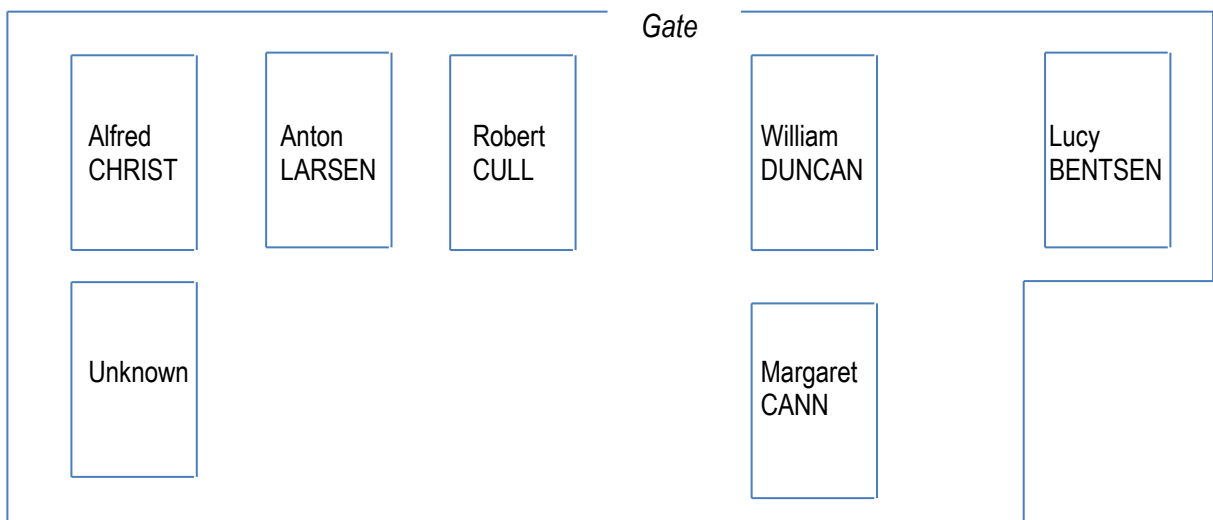 Gate
Alfred
CHRIST
Anton
LARSEN
Robert
CULL
William
DUNCAN
Lucy
BENTSEN
Unknown
Margaret
CANN